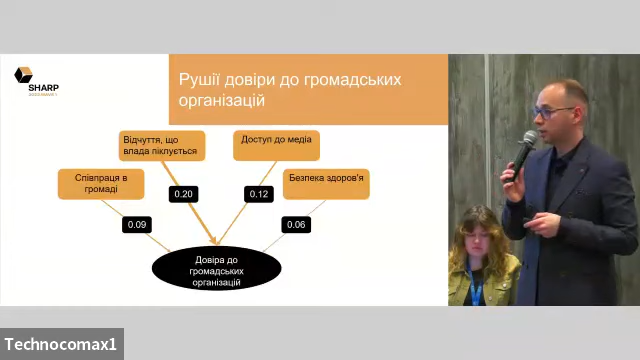 SHARP
Рушії довіри до громадських
організацій
Відчуття, що
влада піклується
Доступ до медіа
Співпраця в
громаді
Безпека здоров'я
0.20
0.12
0.09
0.06
Довіра до
громадських
організацій
Technocomax1